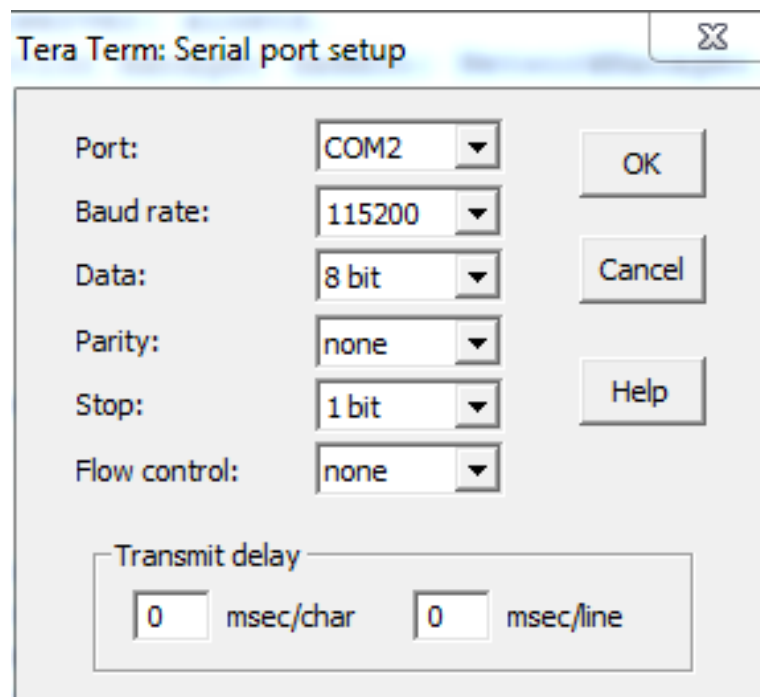 Tera Term: Serial port setup
Port: COM2 OK
Baud rate: 115200
Data: 8 bit Cancel
Parity: none
Stop: 1 bit Help
Flow control: none
Transmit delay
0 msec/char 0 msec/line